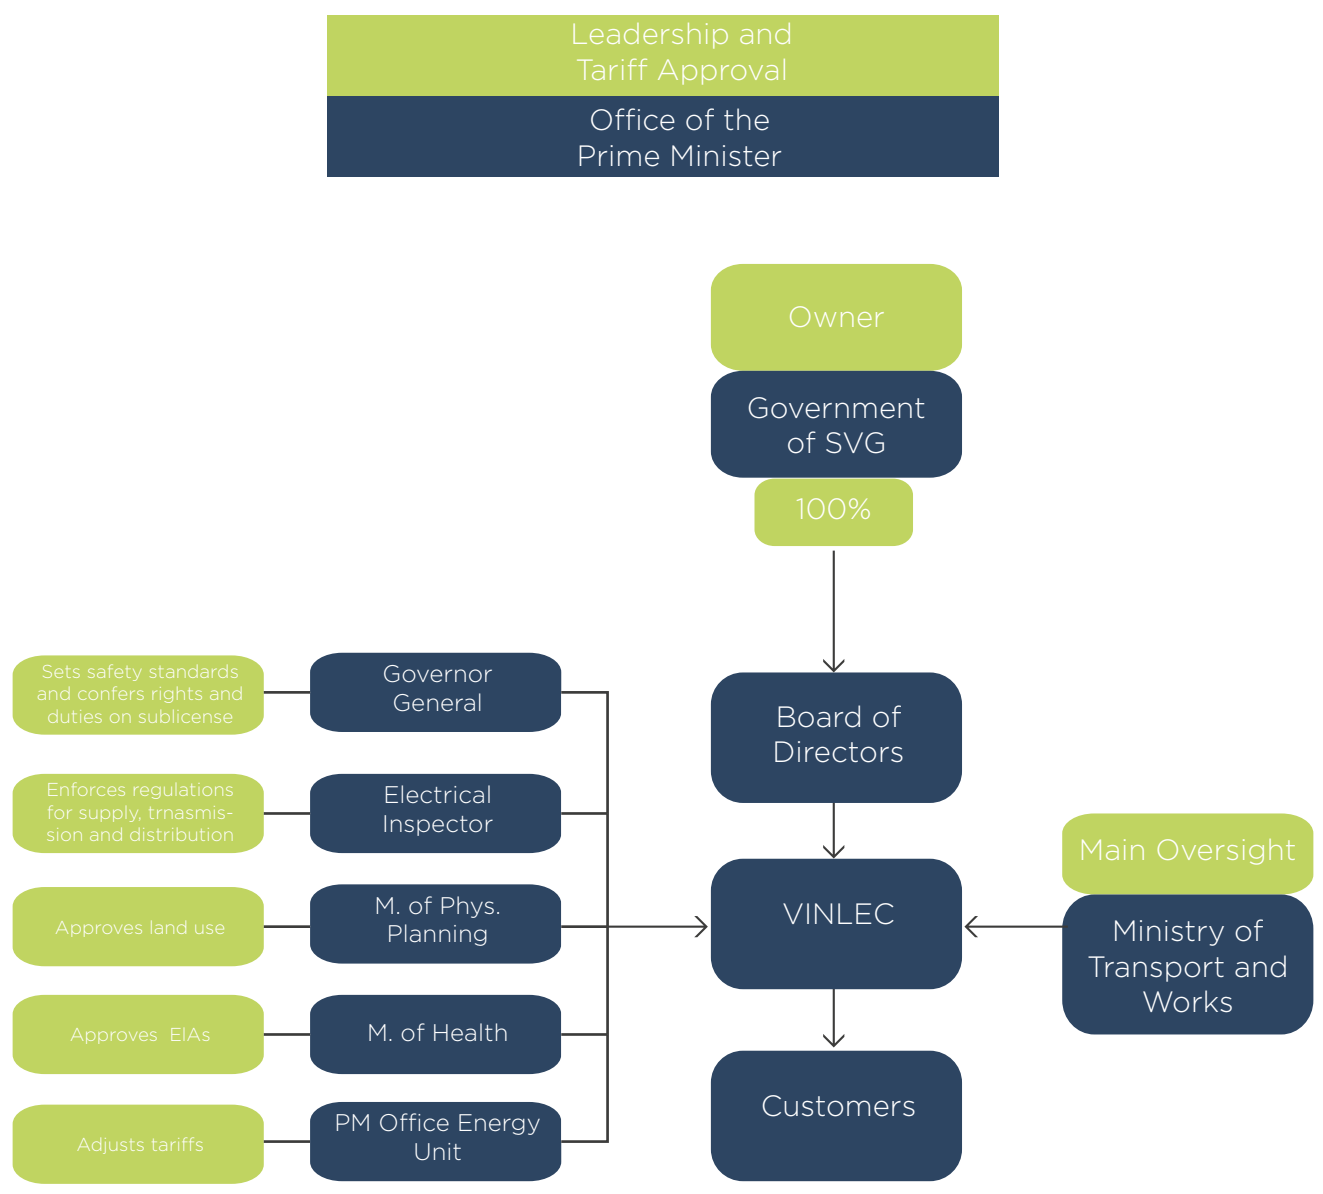 Leadership and
Tariff Approval
Office of the
Prime Minister
Owner
Government
of SVG
100%
Sets safety standards
and confers rights and
duties on sublicense
Governor
General
Board of
Directors
Enforces regulations
for supply, trnasmis-
sion and distribution
Electrical
Inspector
Main Oversight
Approves land use
M. of Phys.
Planning
VINLEC
Ministry of
Transport and
Works
Approves  EIAs
M. of Health
Customers
Adjusts tariffs
PM Office Energy
Unit